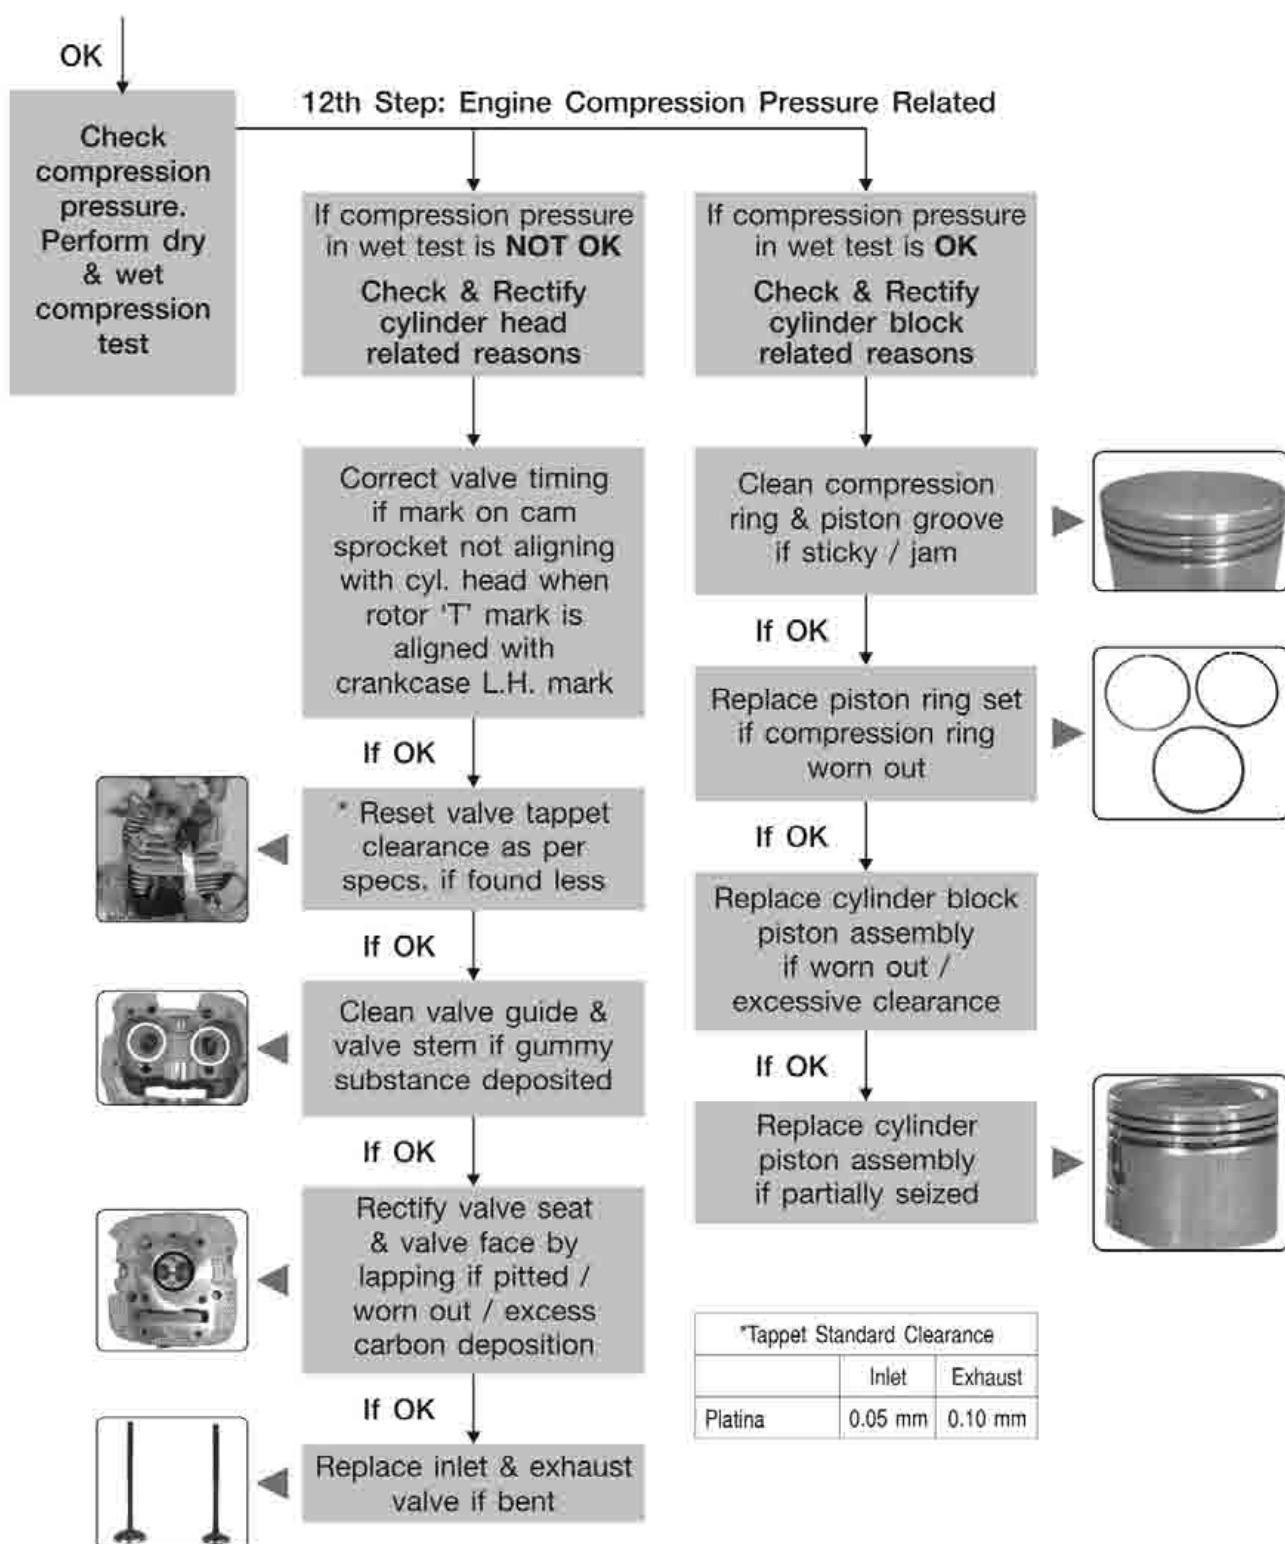 OK
12th Step: Engine Compression Pressure Related
Check
compression
pressure.
Perform dry
& wet
compression
test
If compression pressure
in wet test is NOT OK
Check & Rectify
cylinder head
related reasons
Correct valve timing
if mark on cam
sprocket not aligning
with cyl. head when
rotor 'T' mark is
aligned with
crankcase L.H. mark
If OK
* Reset valve tappet
clearance as per
specs. if found less
If OK
Clean valve guide &
valve stem if gummy
substance deposited
If OK
Rectify valve seat
& valve face by
lapping if pitted /
worn out / excess
carbon deposition
If OK
Replace inlet & exhaust
valve if bent
If compression pressure
in wet test is OK
Check & Rectify
cylinder block
related reasons
Clean compression
ring & piston groove
if sticky / jam
If OK
Replace piston ring set
if compression ring
worn out
If OK
Replace cylinder block
piston assembly
if worn out /
excessive clearance
If OK
Replace cylinder
piston assembly
if partially seized
*Tappet Standard Clearance
Inlet Exhaust
Platina 0.05 mm 0.10 mm